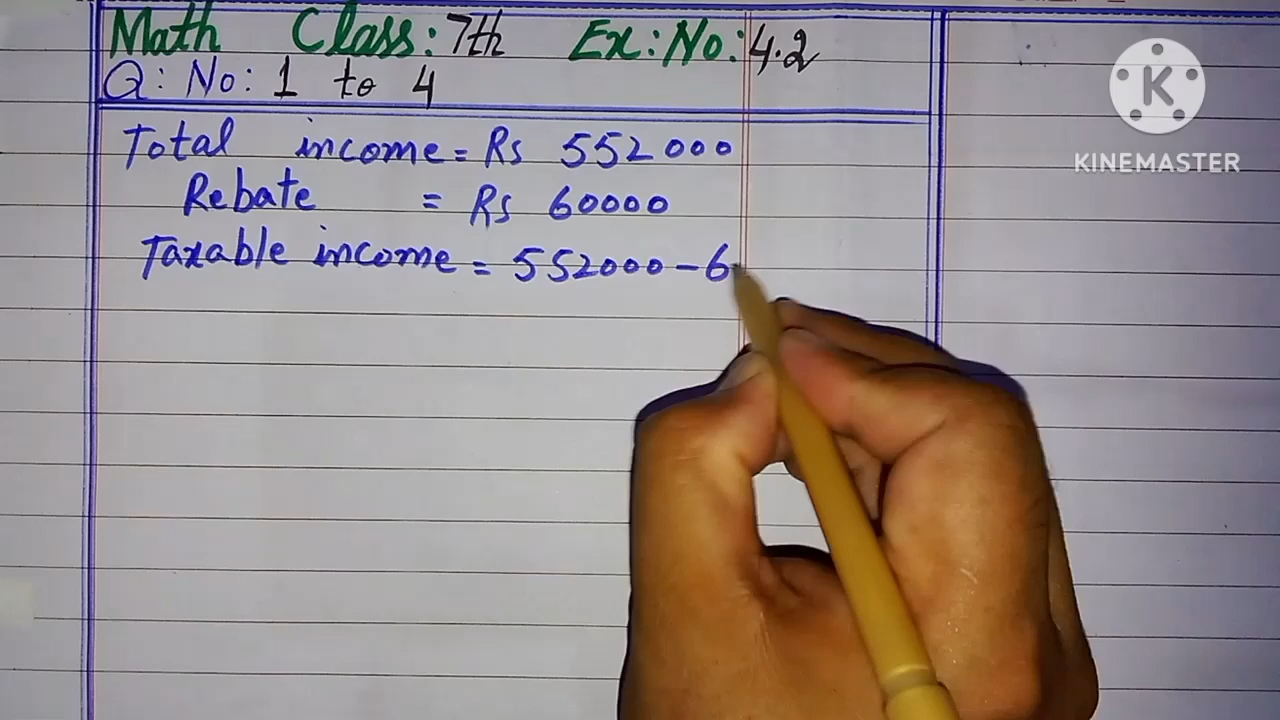 Math Class: 7th Ex: No: 4.2
Q: No: 1 to 4
Total income = Rs 552000
Rebate = Rs 60000
Taxable income = 552000 - 6
K
KINEMASTER